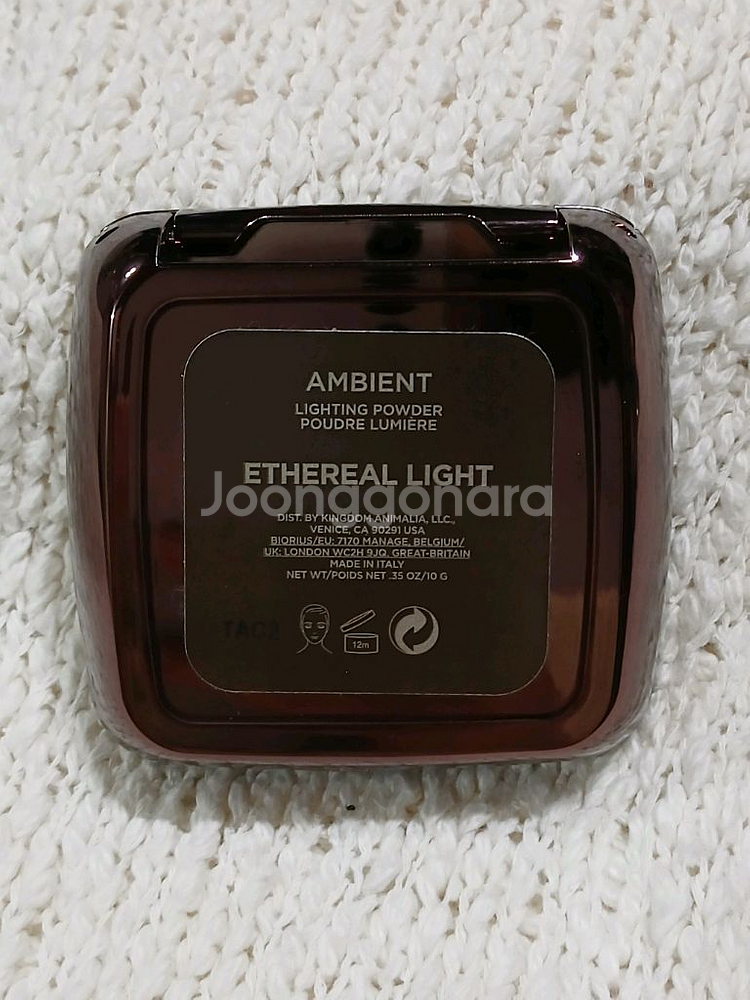 AMBIENT
LIGHTING POWDER
POUDRE LUMIÈRE
ETHEREAL LIGHT
Joonggonara
DIST. BY KINGDOM ANIMALIA, LLC.,
VENICE, CA 90291 USA
BIORIUS/EU: 7170 MANAGE, BELGIUM/
UK: LONDON WC2H 9JQ, GREAT-BRITAIN
MADE IN ITALY
NET WT/POIDS NET .35 OZ/10 G
TAC2
12m